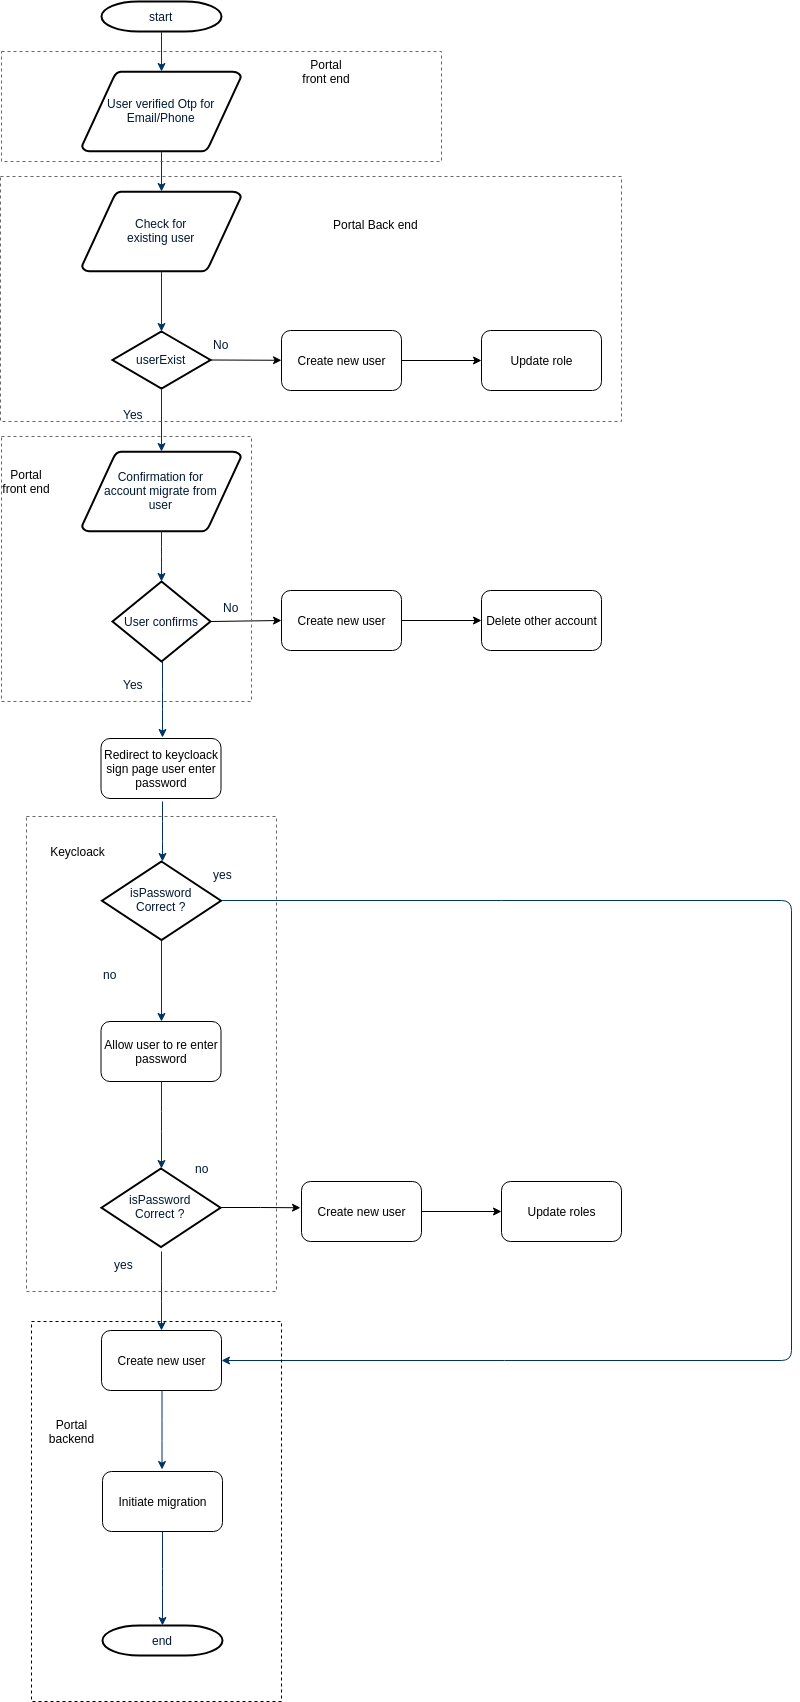 start
Portal
front end
User verified Otp for
Email/Phone
Check for
existing user
Portal Back end
userExist
No
Create new user
Update role
Yes
Portal
front end
Confirmation for
account migrate from
user
User confirms
No
Create new user
Delete other account
Yes
Redirect to keycloack
sign page user enter
password
Keycloack
isPassword
Correct ?
yes
no
Allow user to re enter
password
isPassword
Correct ?
no
Create new user
Update roles
yes
Create new user
Portal
backend
Initiate migration
end